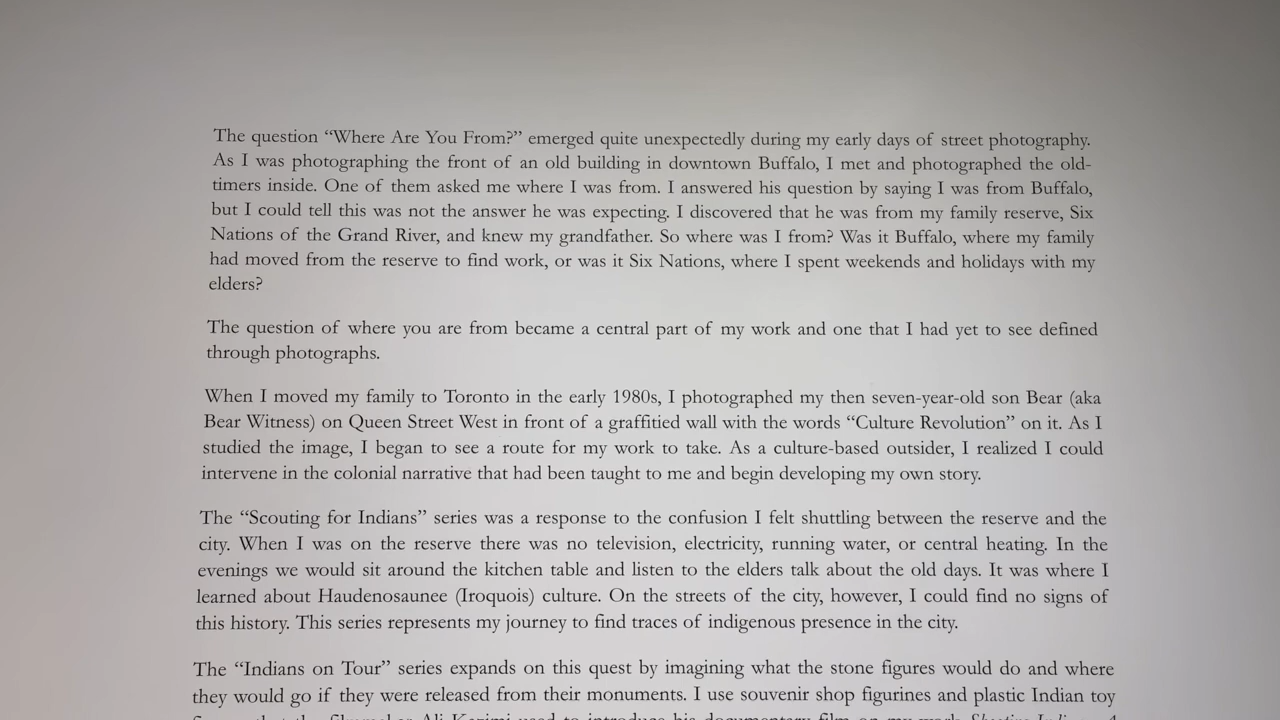 The question “Where Are You From?” emerged quite unexpectedly during my early days of street photography.
As I was photographing the front of an old building in downtown Buffalo, I met and photographed the old-
timers inside. One of them asked me where I was from. I answered his question by saying I was from Buffalo,
but I could tell this was not the answer he was expecting. I discovered that he was from my family reserve, Six
Nations of the Grand River, and knew my grandfather. So where was I from? Was it Buffalo, where my family
had moved from the reserve to find work, or was it Six Nations, where I spent weekends and holidays with my
elders?
The question of where you are from became a central part of my work and one that I had yet to see defined
through photographs.
When I moved my family to Toronto in the early 1980s, I photographed my then seven-year-old son Bear (aka
Bear Witness) on Queen Street West in front of a graffitied wall with the words “Culture Revolution” on it. As I
studied the image, I began to see a route for my work to take. As a culture-based outsider, I realized I could
intervene in the colonial narrative that had been taught to me and begin developing my own story.
The “Scouting for Indians” series was a response to the confusion I felt shuttling between the reserve and the
city. When I was on the reserve there was no television, electricity, running water, or central heating. In the
evenings we would sit around the kitchen table and listen to the elders talk about the old days. It was where I
learned about Haudenosaunee (Iroquois) culture. On the streets of the city, however, I could find no signs of
this history. This series represents my journey to find traces of indigenous presence in the city.
The “Indians on Tour” series expands on this quest by imagining what the stone figures would do and where
they would go if they were released from their monuments. I use souvenir shop figurines and plastic Indian toy